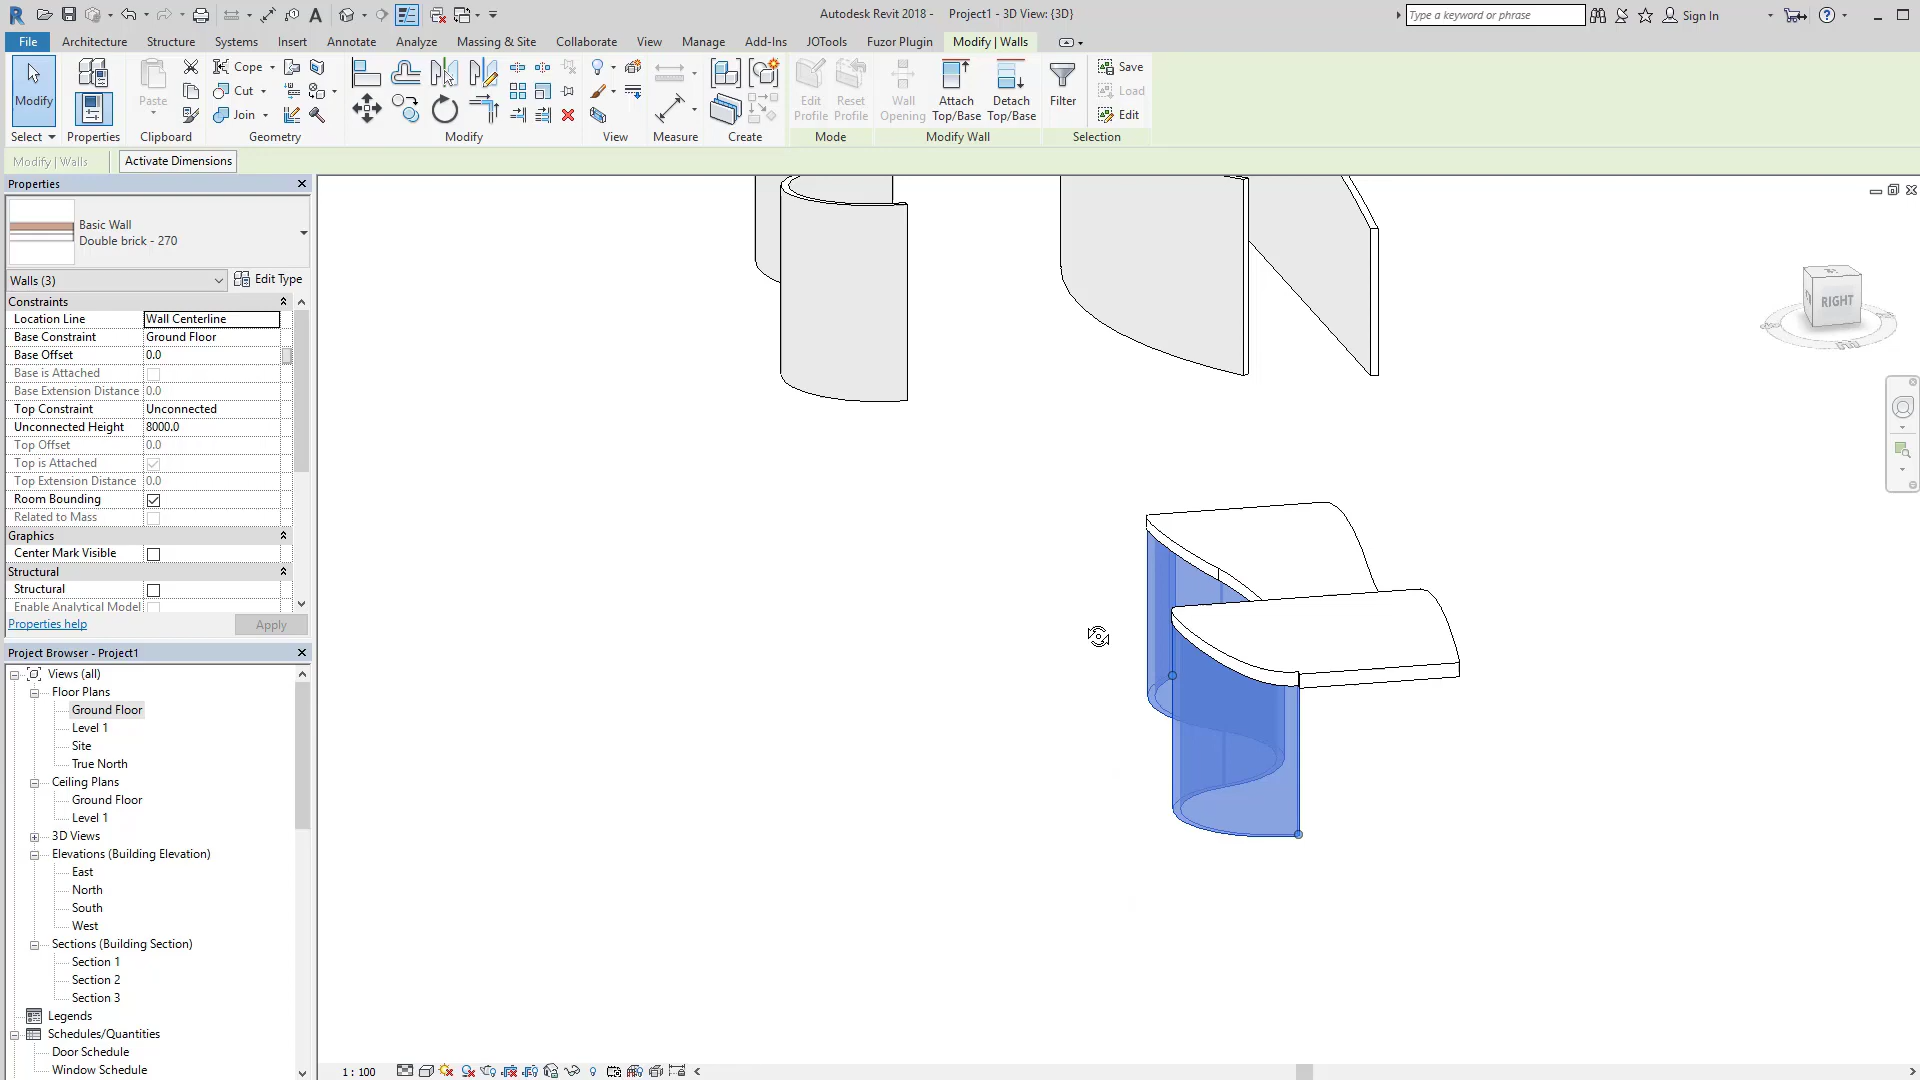 Autodesk Revit 2018 -
Project1 - 3D View: {3D}
Type a keyword or phrase
Sign In
File
Architecture
Structure
Systems
Insert
Annotate
Analyze
Massing & Site
Collaborate
View
Manage
Add-Ins
JOTools
Fuzor Plugin
Modify | Walls
Modify
Paste
Cope
Cut
Join
Edit Profile
Reset Profile
Wall Opening
Attach Top/Base
Detach Top/Base
Filter
Save
Load
Edit
Select
Properties
Clipboard
Geometry
Modify
View
Measure
Create
Mode
Modify Wall
Selection
Modify | Walls
Activate Dimensions
Properties
Basic Wall
Double brick - 270
Walls (3)
Edit Type
Constraints
Location Line Wall Centerline
Base Constraint Ground Floor
Base Offset 0.0
Base is Attached
Base Extension Distance 0.0
Top Constraint Unconnected
Unconnected Height 8000.0
Top Offset 0.0
Top is Attached
Top Extension Distance 0.0
Room Bounding
Related to Mass
Graphics
Center Mark Visible
Structural
Structural
Enable Analytical Model
Properties help
Apply
Project Browser - Project1
Views (all)
Floor Plans
Ground Floor
Level 1
Site
True North
Ceiling Plans
Ground Floor
Level 1
3D Views
Elevations (Building Elevation)
East
North
South
West
Sections (Building Section)
Section 1
Section 2
Section 3
Legends
Schedules/Quantities
Door Schedule
Window Schedule
RIGHT
1 : 100